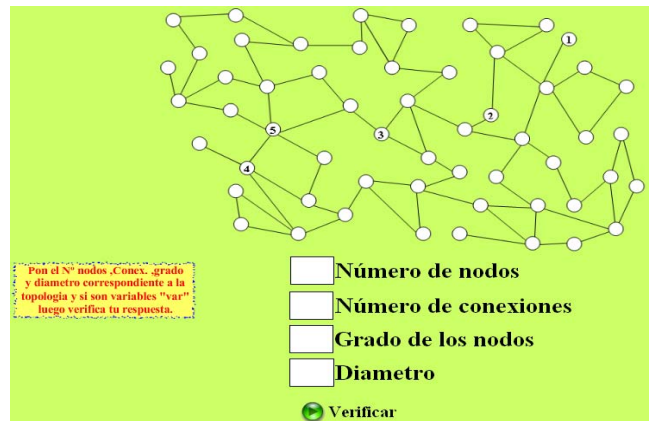 1
2
3
5
4
Pon el Nº nodos ,Conex. ,grado
y diametro correspondiente a la
topologia y si son variables "var"
luego verifica tu respuesta.
Número de nodos
Número de conexiones
Grado de los nodos
Diametro
Verificar